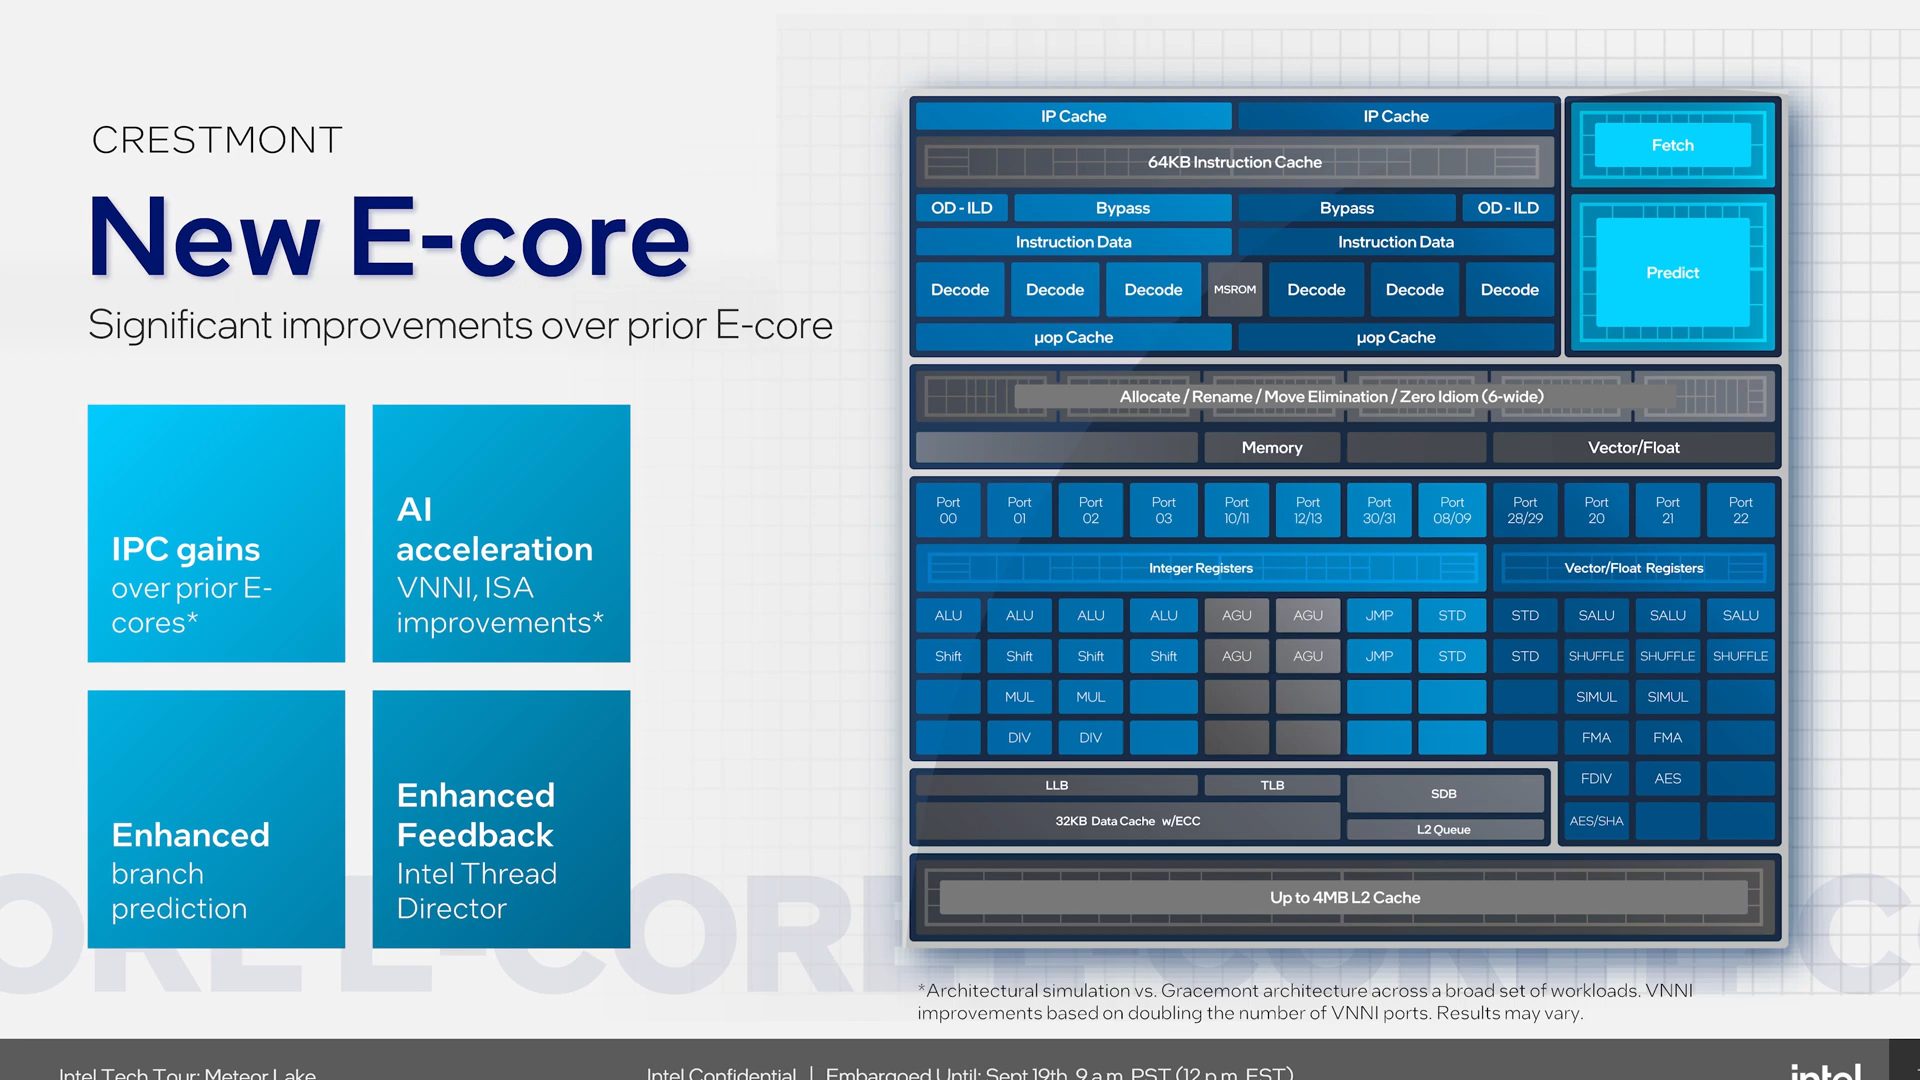 CRESTMONT
New E-core
Significant improvements over prior E-core
IPC gains
over prior E-
cores*
AI
acceleration
VNNI, ISA
improvements*
Enhanced
branch
prediction
Enhanced
Feedback
Intel Thread
Director
IP Cache IP Cache
64KB Instruction Cache
OD - ILD Bypass Bypass OD - ILD
Instruction Data Instruction Data
Decode Decode Decode MSROM Decode Decode Decode
µop Cache µop Cache
Fetch
Predict
Allocate / Rename / Move Elimination / Zero Idiom (6-wide)
Memory Vector/Float
Port Port Port Port Port Port Port Port Port Port Port Port
00 01 02 03 10/11 12/13 30/31 08/09 28/29 20 21 22
Integer Registers Vector/Float Registers
ALU ALU ALU ALU AGU AGU JMP STD STD SALU SALU SALU
Shift Shift Shift Shift AGU AGU JMP STD STD SHUFFLE SHUFFLE SHUFFLE
MUL MUL SIMUL SIMUL
DIV DIV FMA FMA
FDIV AES
AES/SHA
LLB TLB SDB
32KB Data Cache w/ECC L2 Queue
Up to 4MB L2 Cache
*Architectural simulation vs. Gracemont architecture across a broad set of workloads. VNNI
improvements based on doubling the number of VNNI ports. Results may vary.
Intel Tech Tour: Meteor Lake
Intel Confidential | Embargoed Until: Sept 19th, 9 a.m. PST (12 p.m. EST)
intel